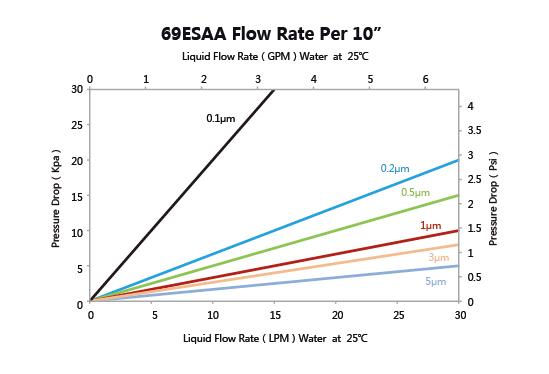 69ESAA Flow Rate Per 10”
Liquid Flow Rate ( GPM ) Water at 25℃
0 1 2 3 4 5 6
30
25
20
15
10
5
0
Pressure Drop ( Kpa )
0.1μm
0.2μm
0.5μm
1μm
3μm
5μm
4
3.5
3
2.5
2
1.5
1
0.5
0
Pressure Drop ( Psi )
0 5 10 15 20 25 30
Liquid Flow Rate ( LPM ) Water at 25℃